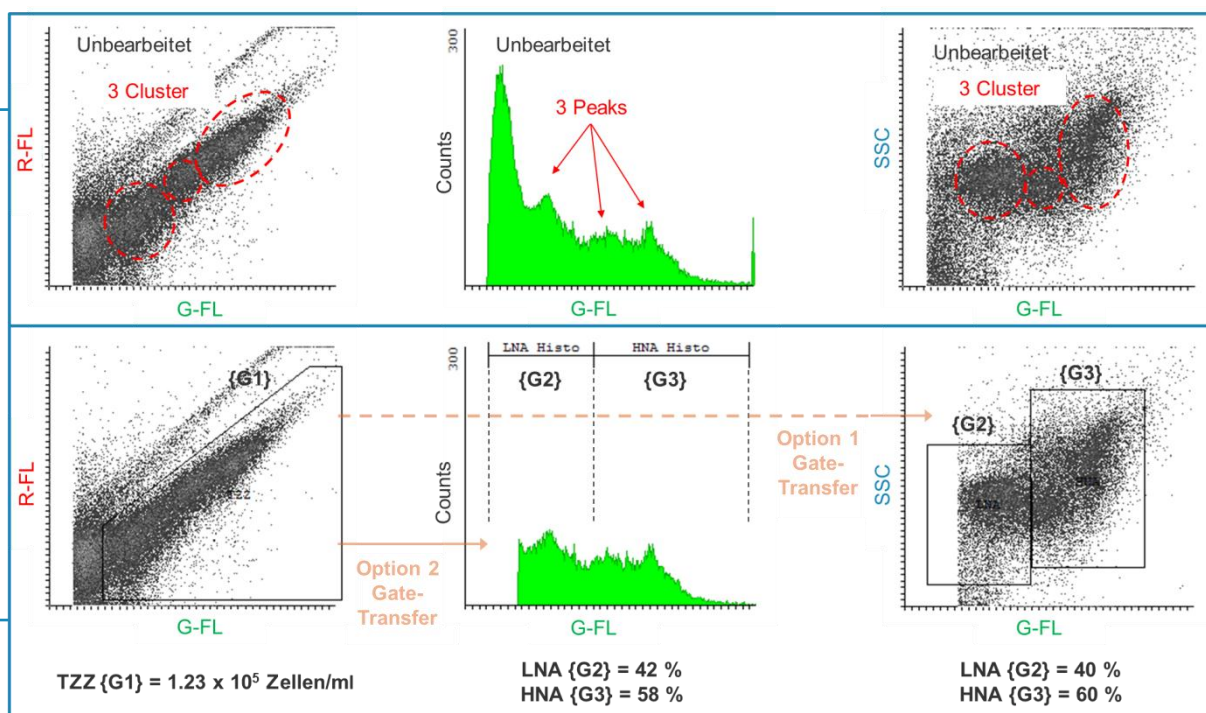 Unbearbeitet
3 Cluster
R-FL
G-FL
300
Unbearbeitet
3 Peaks
Counts
G-FL
Unbearbeitet
3 Cluster
SSC
G-FL
{G1}
TZZ
R-FL
G-FL
300
LNA Histo
HNA Histo
{G2}
{G3}
Counts
Option 2
Gate-
Transfer
G-FL
Option 1
Gate-
Transfer
{G3}
{G2}
LNA
HNA
SSC
G-FL
TZZ {G1} = 1.23 x 10⁵ Zellen/ml
LNA {G2} = 42 %
HNA {G3} = 58 %
LNA {G2} = 40 %
HNA {G3} = 60 %